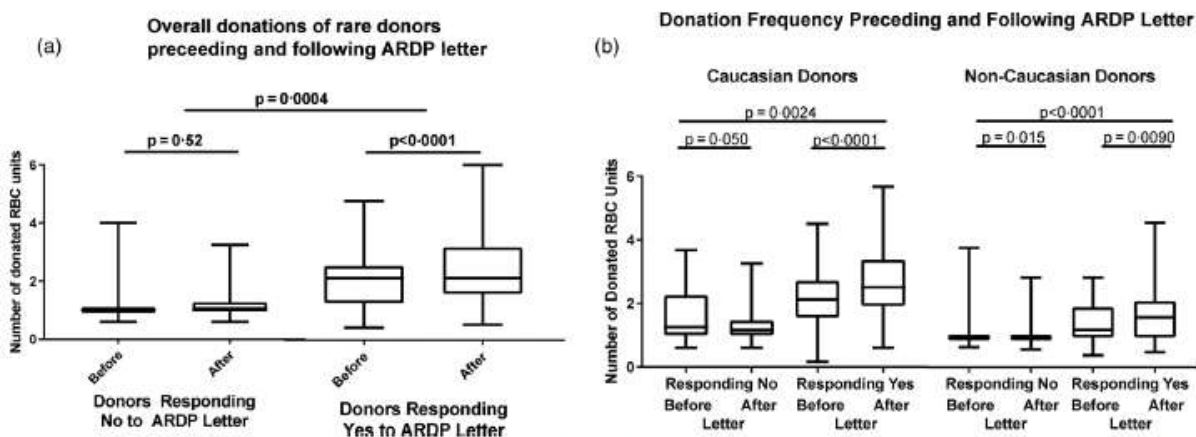 (a)
Overall donations of rare donors
preceeding and following ARDP letter
p = 0·0004
p = 0·52
p<0·0001
Number of donated RBC Units
6
4
2
0
Before
After
Before
After
Donors Responding
No to ARDP Letter
Donors Responding
Yes to ARDP Letter
Donation Frequency Preceding and Following ARDP Letter
(b)
Caucasian Donors
Non-Caucasian Donors
p = 0·0024
p<0·0001
p = 0·050
p<0·0001
p = 0·015
p = 0·0090
Number of Donated RBC Units
6
4
2
0
Responding No
Responding Yes
Responding No
Responding Yes
Before After
Before After
Before After
Before After
Letter
Letter
Letter
Letter